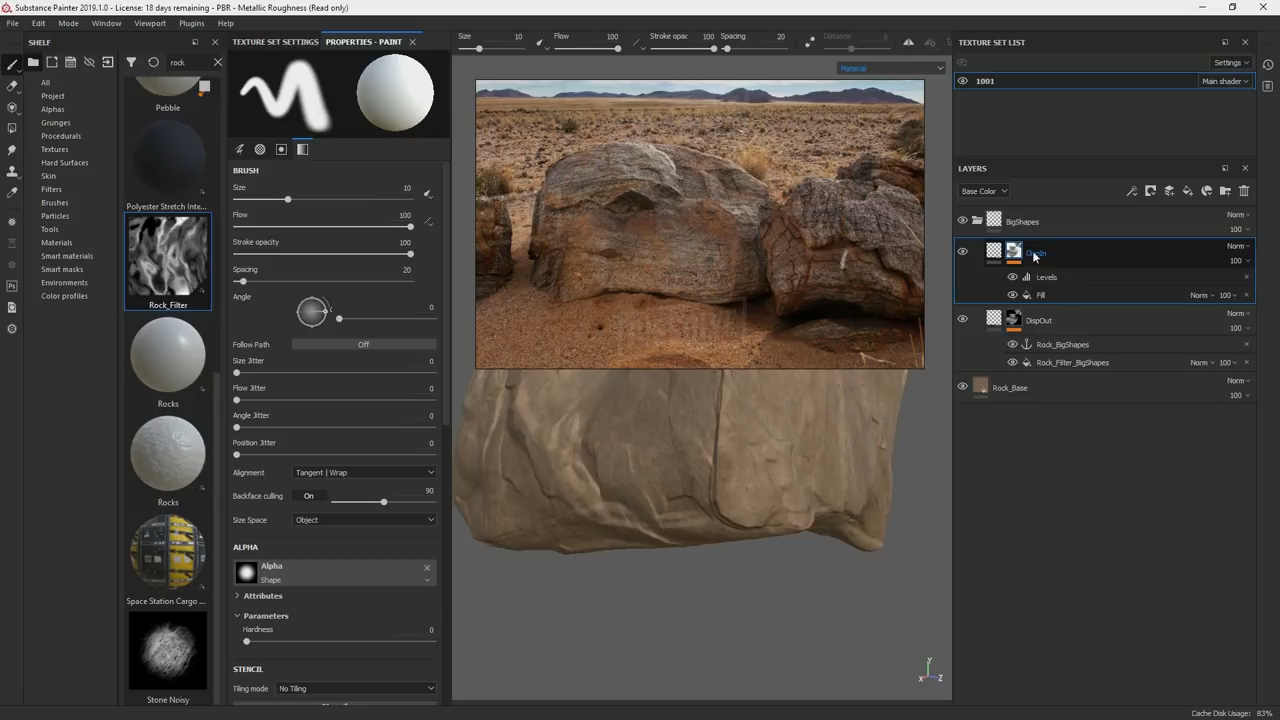 Substance Painter 2019.1.0 - License: 18 days remaining - PBR - Metallic Roughness (Read only)
File Edit Mode Window Viewport Plugins Help
SHELF
rock
All
Project
Alphas
Grunges
Procedurals
Textures
Hard Surfaces
Skin
Filters
Brushes
Particles
Tools
Materials
Smart materials
Smart masks
Environments
Color profiles
Pebble
Polyester Stretch Inte...
Rock_Filter
Rocks
Rocks
Space Station Cargo ...
Stone Noisy
TEXTURE SET SETTINGS PROPERTIES - PAINT
BRUSH
Size 10
Flow 100
Stroke opacity 100
Spacing 20
Angle 0
Follow Path Off
Size Jitter 0
Flow Jitter 0
Angle Jitter 0
Position Jitter 0
Alignment Tangent | Wrap
Backface culling On 90
Size Space Object
ALPHA
Alpha
Shape
Attributes
Parameters
Hardness 0
STENCIL
Tiling mode No Tiling
Size 10 Flow 100 Stroke opac 100 Spacing 20 Distance 8
Material
Y
X Z
TEXTURE SET LIST
Settings
1001 Main shader
LAYERS
Base Color
BigShapes Norm 100
DispIn Norm 100
Levels
Fill Norm 100
DispOut Norm 100
Rock_BigShapes
Rock_Filter_BigShapes Norm 100
Rock_Base Norm 100
Cache Disk Usage: 83%